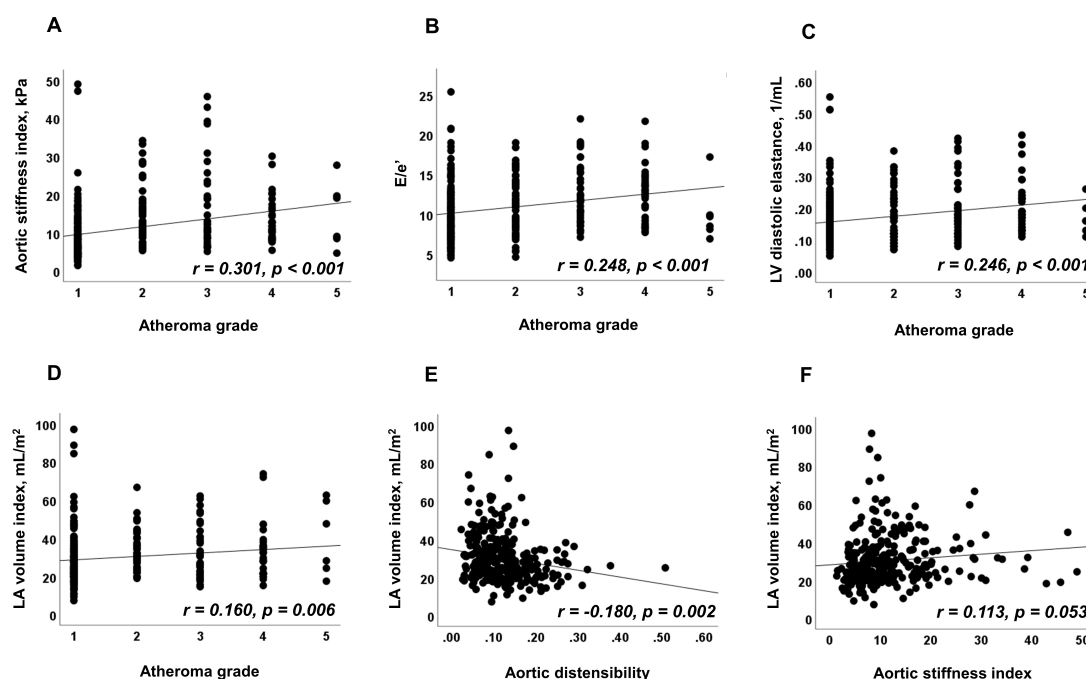 A
Aortic stiffness index, kPa
50
40
30
20
10
0
r = 0.301, p < 0.001
1 2 3 4 5
Atheroma grade
B
E/e'
25
20
15
10
5
r = 0.248, p < 0.001
1 2 3 4 5
Atheroma grade
C
LV diastolic elastance, 1/mL
.60
.40
.30
.20
.10
.00
r = 0.246, p < 0.001
1 2 3 4 5
Atheroma grade
D
LA volume index, mL/m²
100
80
60
40
20
0
r = 0.160, p = 0.006
1 2 3 4 5
Atheroma grade
E
LA volume index, mL/m²
100
80
60
40
20
0
r = -0.180, p = 0.002
.00 .10 .20 .30 .40 .50 .60
Aortic distensibility
F
LA volume index, mL/m²
100
80
60
40
20
0
r = 0.113, p = 0.053
0 10 20 30 40 50
Aortic stiffness index